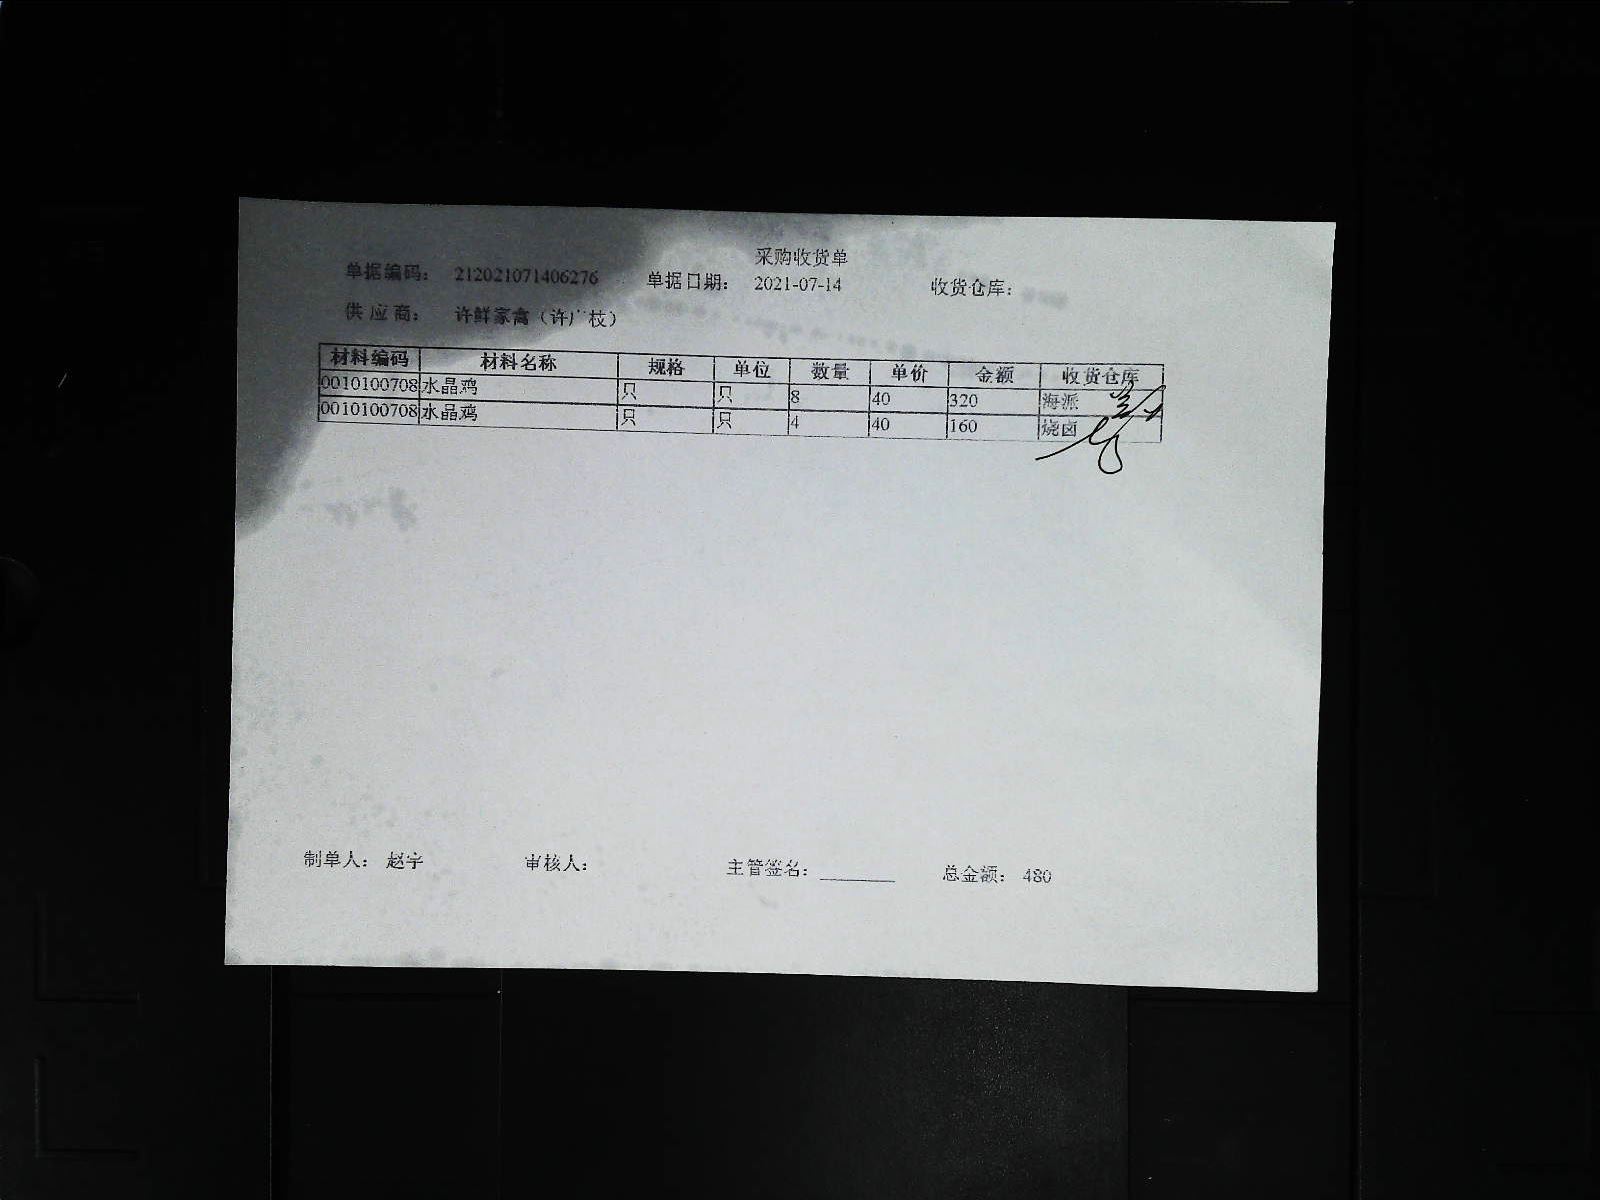 采购收货单
单据编码： 212021071406276 单据日期： 2021-07-14 收货仓库：
供应商： 许鲜家禽（许广枝）
材料编码 材料名称 规格 单位 数量 单价 金额 收货仓库
0010100708 水晶鸡 只 只 8 40 320 海派
0010100708 水晶鸡 只 只 4 40 160 烧卤
制单人： 赵宇 审核人： 主管签名： 总金额： 480